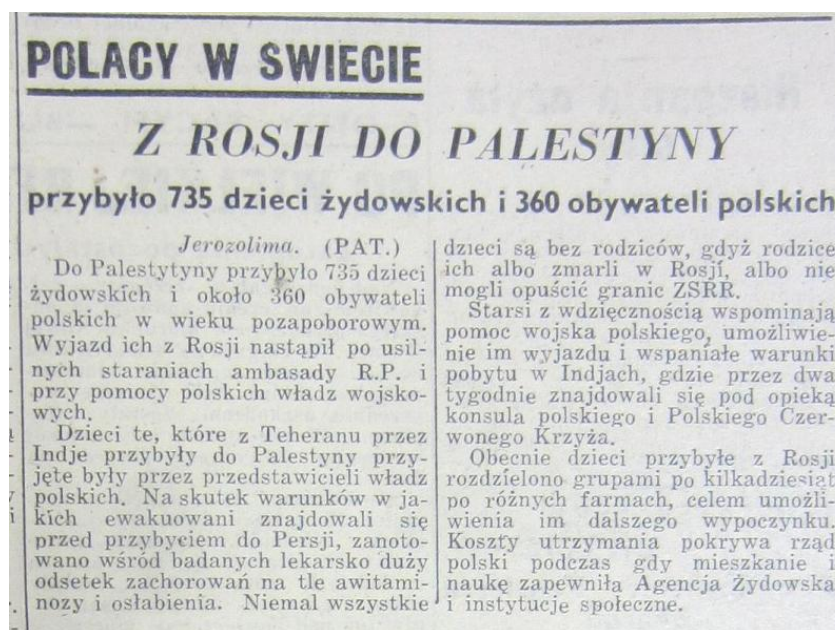 POLACY W SWIECIE
Z ROSJI DO PALESTYNY
przybyło 735 dzieci żydowskich i 360 obywateli polskich
Jerozolima. (PAT.)
Do Palestytyny przybyło 735 dzieci
żydowskich i około 360 obywateli
polskich w wieku pozapoborowym.
Wyjazd ich z Rosji nastąpił po usil-
nych staraniach ambasady R.P. i
przy pomocy polskich władz wojsko-
wych.
Dzieci te, które z Teheranu przez
Indje przybyły do Palestyny przy-
jęte były przez przedstawicieli władz
polskich. Na skutek warunków w ja-
kich ewakuowani znajdowali się
przed przybyciem do Persji, zanoto-
wano wśród badanych lekarsko duży
odsetek zachorowań na tle awitami-
nozy i osłabienia. Niemal wszystkie
dzieci są bez rodziców, gdyż rodzice
ich albo zmarli w Rosji, albo nie
mogli opuścić granic ZSRR.
Starsi z wdzięcznością wspominają
pomoc wojska polskiego, umożliwie-
nie im wyjazdu i wspaniałe warunki
pobytu w Indjach, gdzie przez dwa
tygodnie znajdowali się pod opieką
konsula polskiego i Polskiego Czer-
wonego Krzyża.
Obecnie dzieci przybyłe z Rosji
rozdzielono grupami po kilkadziesiąt
po różnych farmach, celem umożli-
wienia im dalszego wypoczynku.
Koszty utrzymania pokrywa rząd
polski podczas gdy mieszkanie i
naukę zapewniłą Agencja Żydowska
i instytucje społeczne.